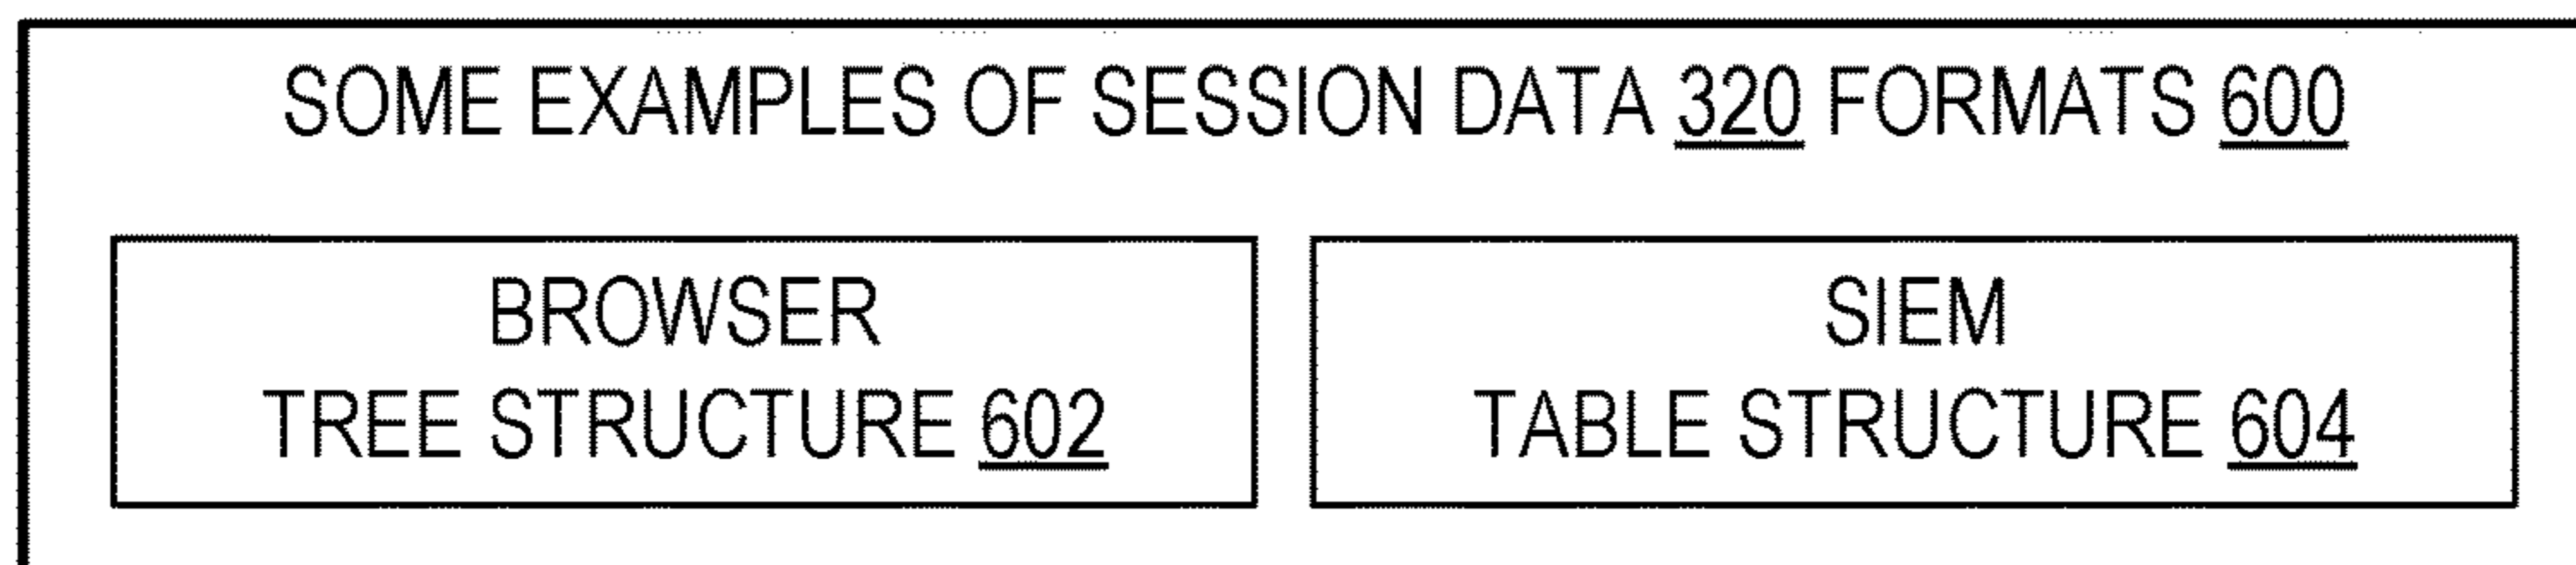 SOME EXAMPLES OF SESSION DATA 320 FORMATS 600
BROWSER
TREE STRUCTURE 602
SIEM
TABLE STRUCTURE 604